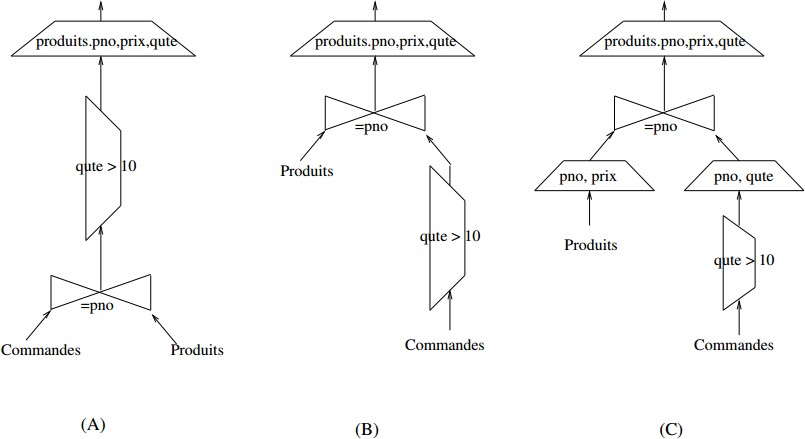 produits.pno,prix,qute
qute > 10
=pno
Commandes
Produits
(A)
produits.pno,prix,qute
=pno
Produits
qute > 10
Commandes
(B)
produits.pno,prix,qute
=pno
pno, prix
pno, qute
Produits
qute > 10
Commandes
(C)